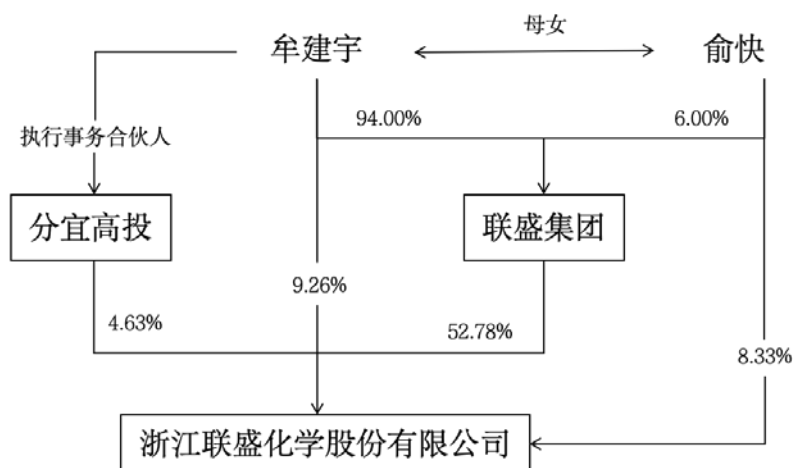 母女
牟建宇
俞快
94.00%
6.00%
执行事务合伙人
分宜高投
联盛集团
9.26%
4.63%
52.78%
8.33%
浙江联盛化学股份有限公司